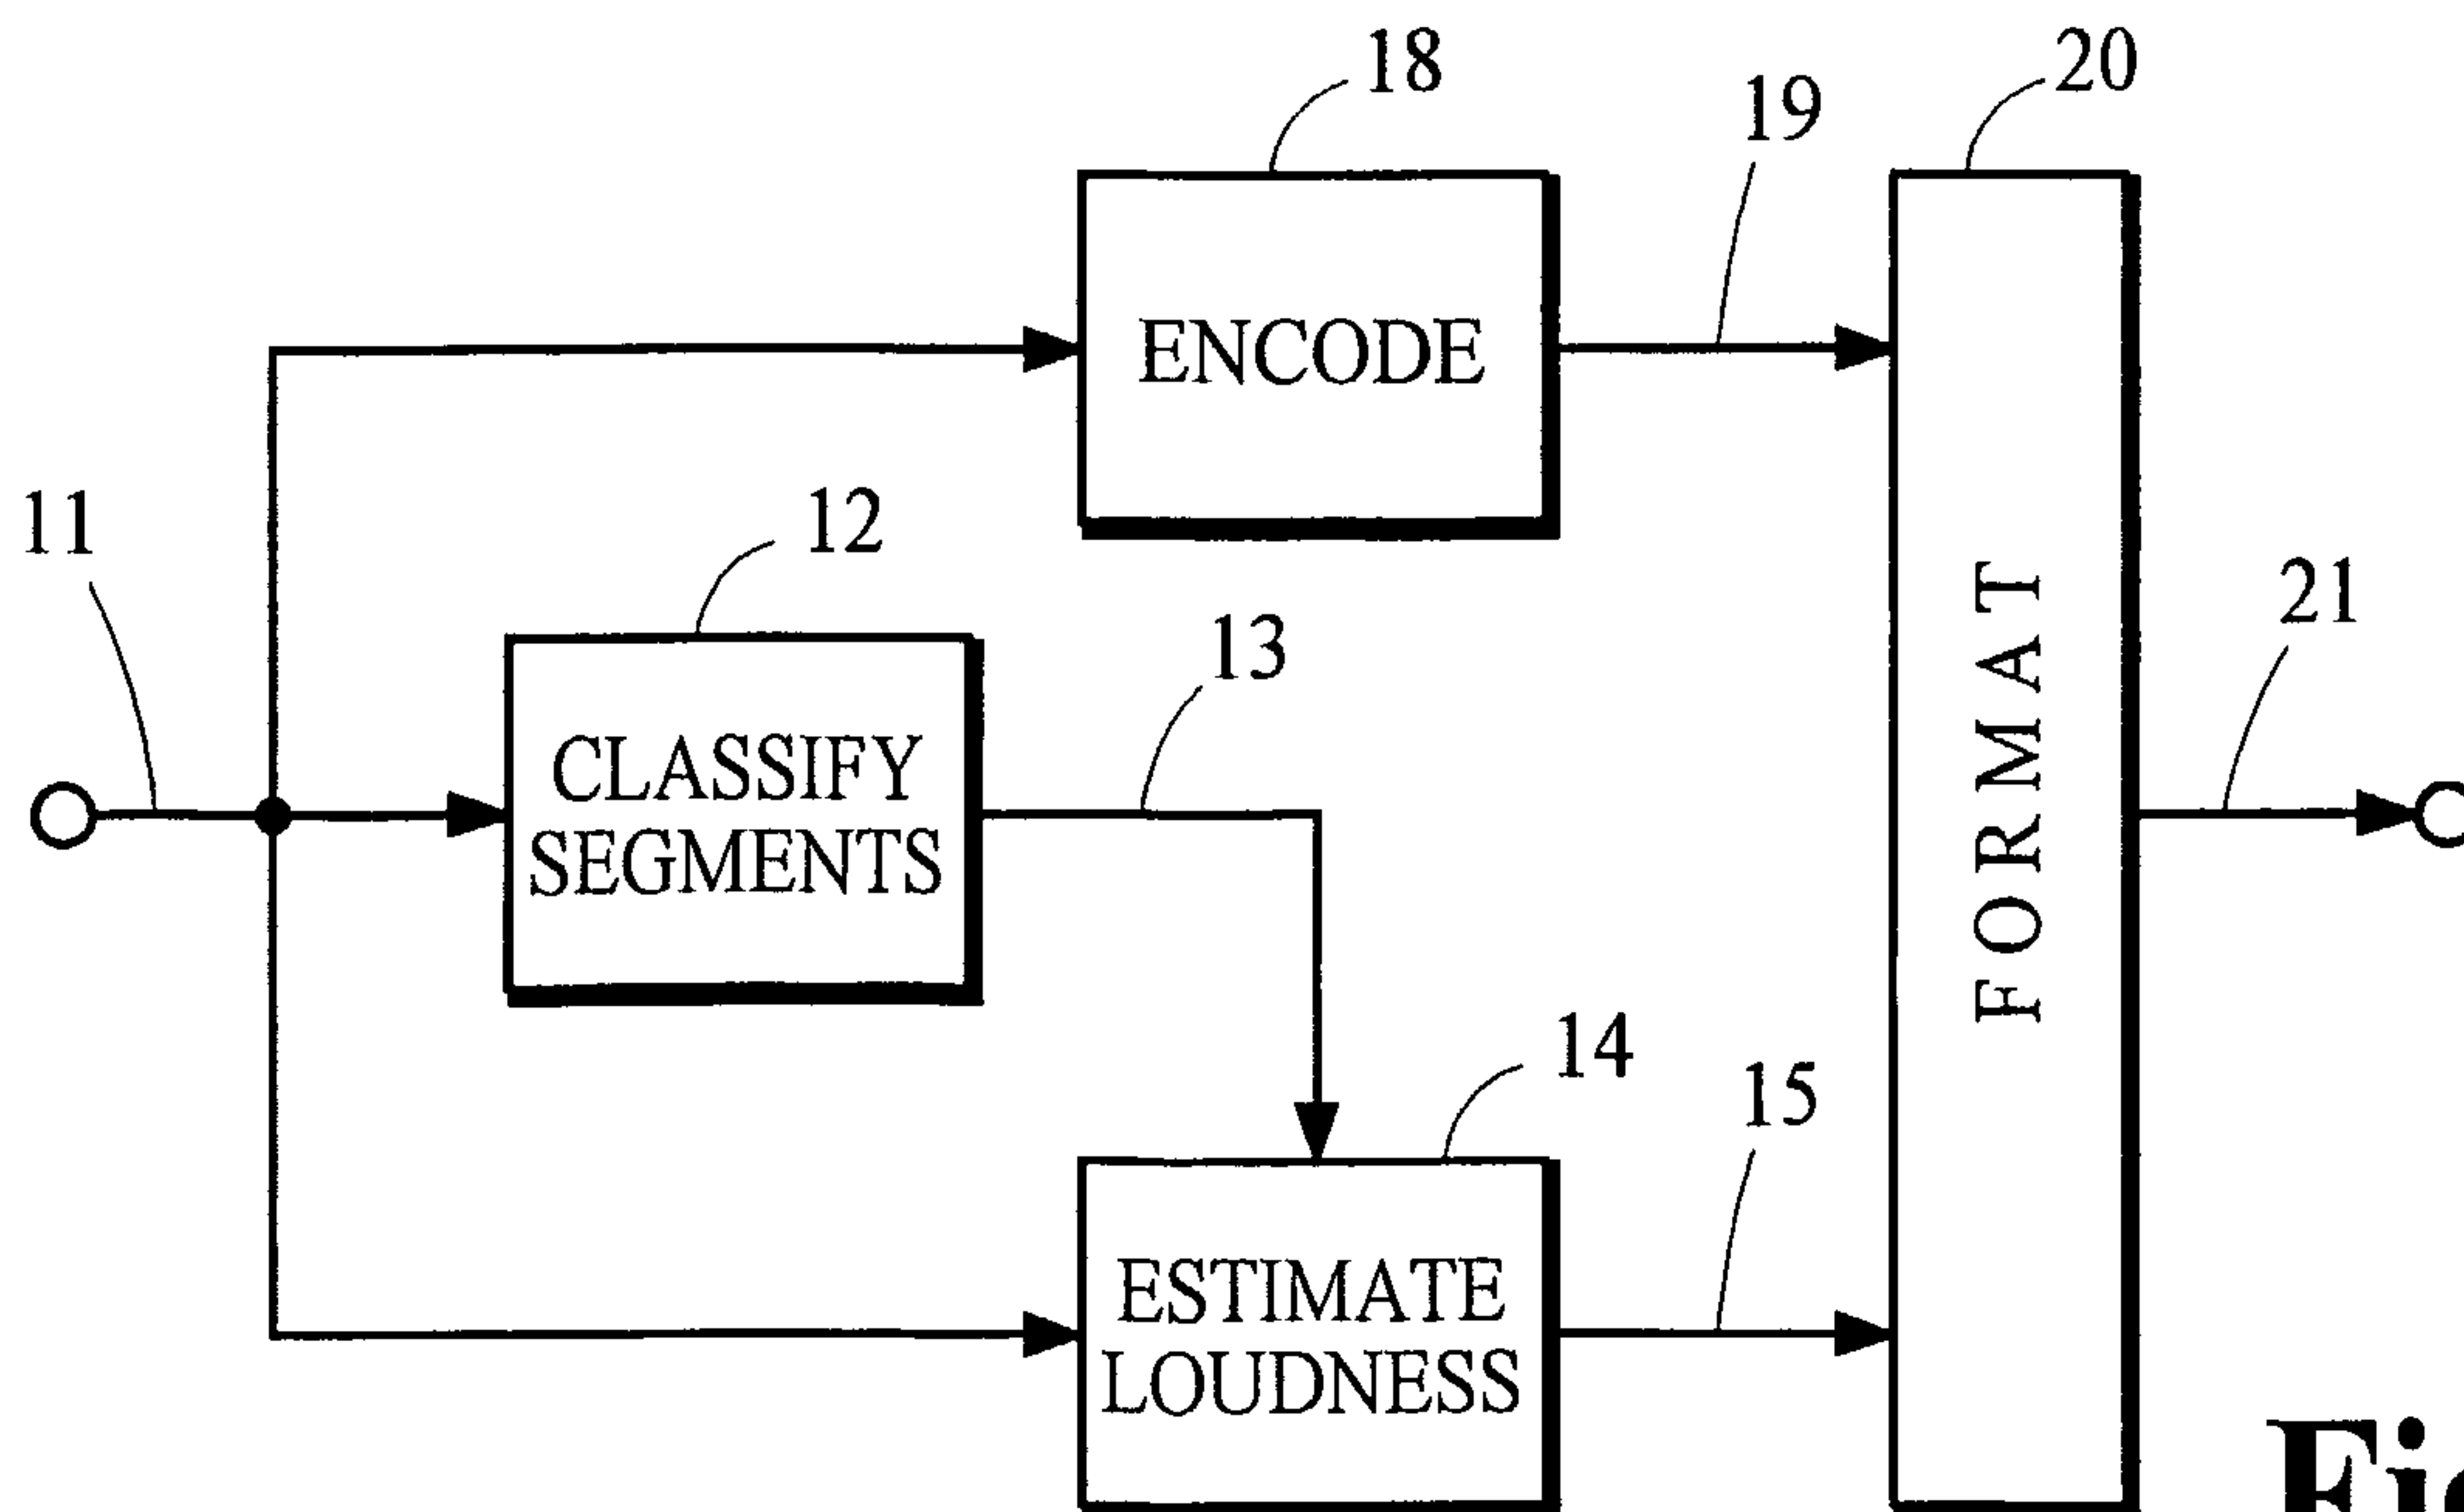 18
20
19
ENCODE
11
12
21
13
FORMAT
CLASSIFY
SEGMENTS
14
15
ESTIMATE
LOUDNESS